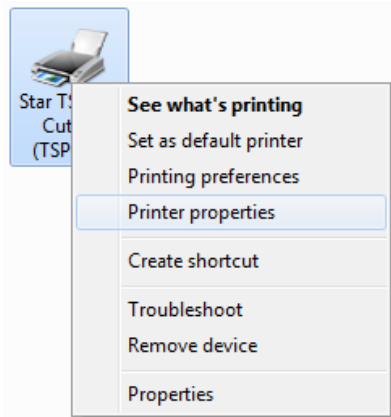 Star T
Cut
(TSP
See what's printing
Set as default printer
Printing preferences
Printer properties
Create shortcut
Troubleshoot
Remove device
Properties